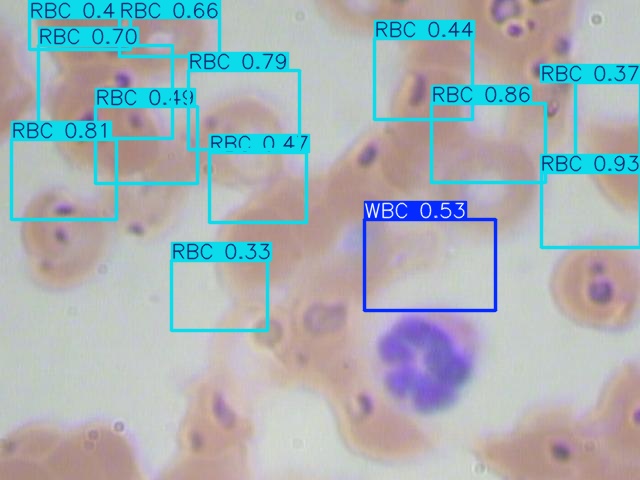 RBC 0.4
RBC 0.66
RBC 0.70
RBC 0.44
RBC 0.79
RBC 0.37
RBC 0.49
RBC 0.86
RBC 0.81
RBC 0.47
RBC 0.93
WBC 0.53
RBC 0.33